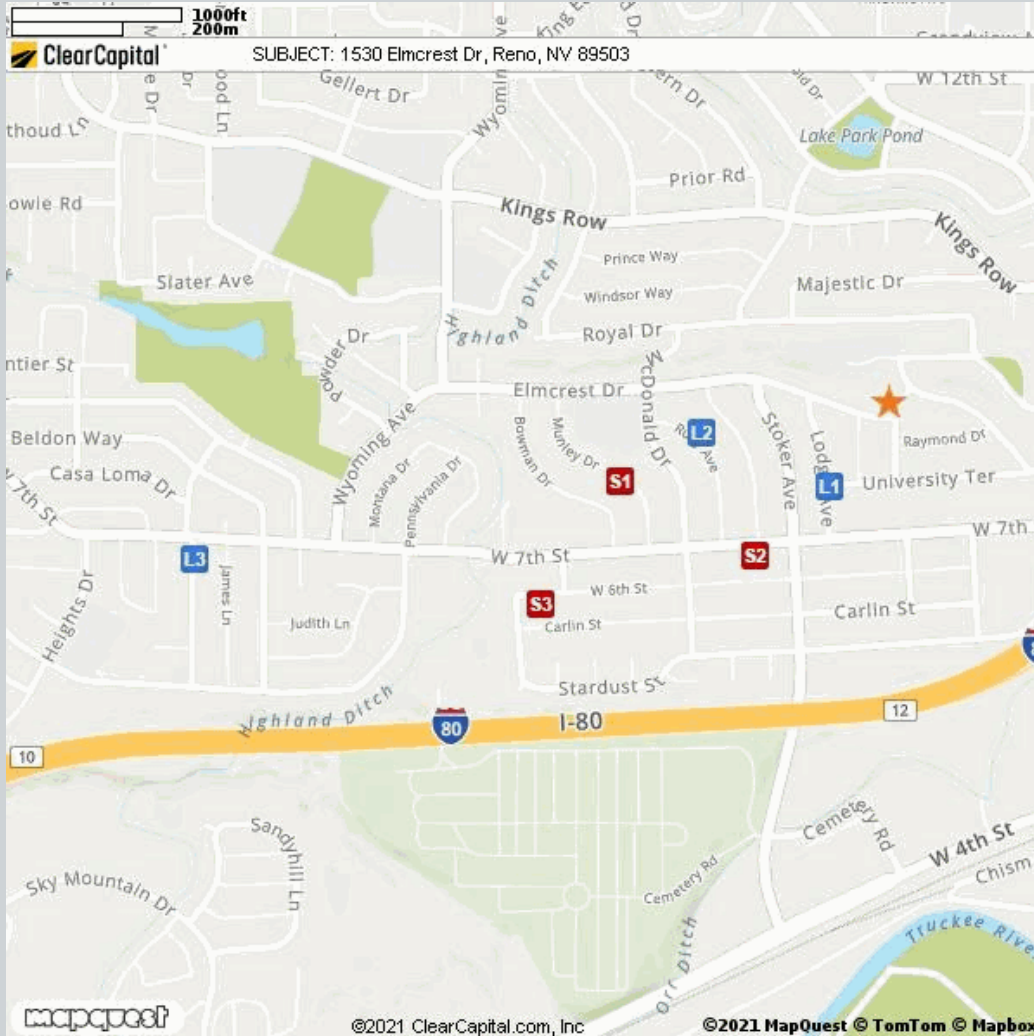 1000ft
200m
ClearCapital
SUBJECT: 1530 Elmcrest Dr, Reno, NV 89503
Gellert Dr
W 12th St
Lake Park Pond
Prior Rd
Kings Row
Kings Row
Prince Way
Slater Ave
Majestic Dr
Windsor Way
Highland Ditch
Royal Dr
Powder Dr
McDonald Dr
Elmcrest Dr
Wyoming Ave
Stoker Ave
Beldon Way
Bowman Dr
Munley Dr
L2
Raymond Dr
Casa Loma Dr
Montana Dr
Pennsylvania Dr
S1
L1
University Ter
W 7th St
W 7th St
W 7th
L3
S2
James Ln
W 6th St
S3
Heights Dr
Judith Ln
Carlin St
Carlin St
Stardust St
Highland Ditch
80
I-80
12
10
Sandyhill Ln
Cemetery Rd
W 4th St
Sky Mountain Dr
Cemetery Rd
Chism
Orr Ditch
Truckee River
mapquest
©2021 ClearCapital.com, Inc
©2021 MapQuest © TomTom © Mapbox